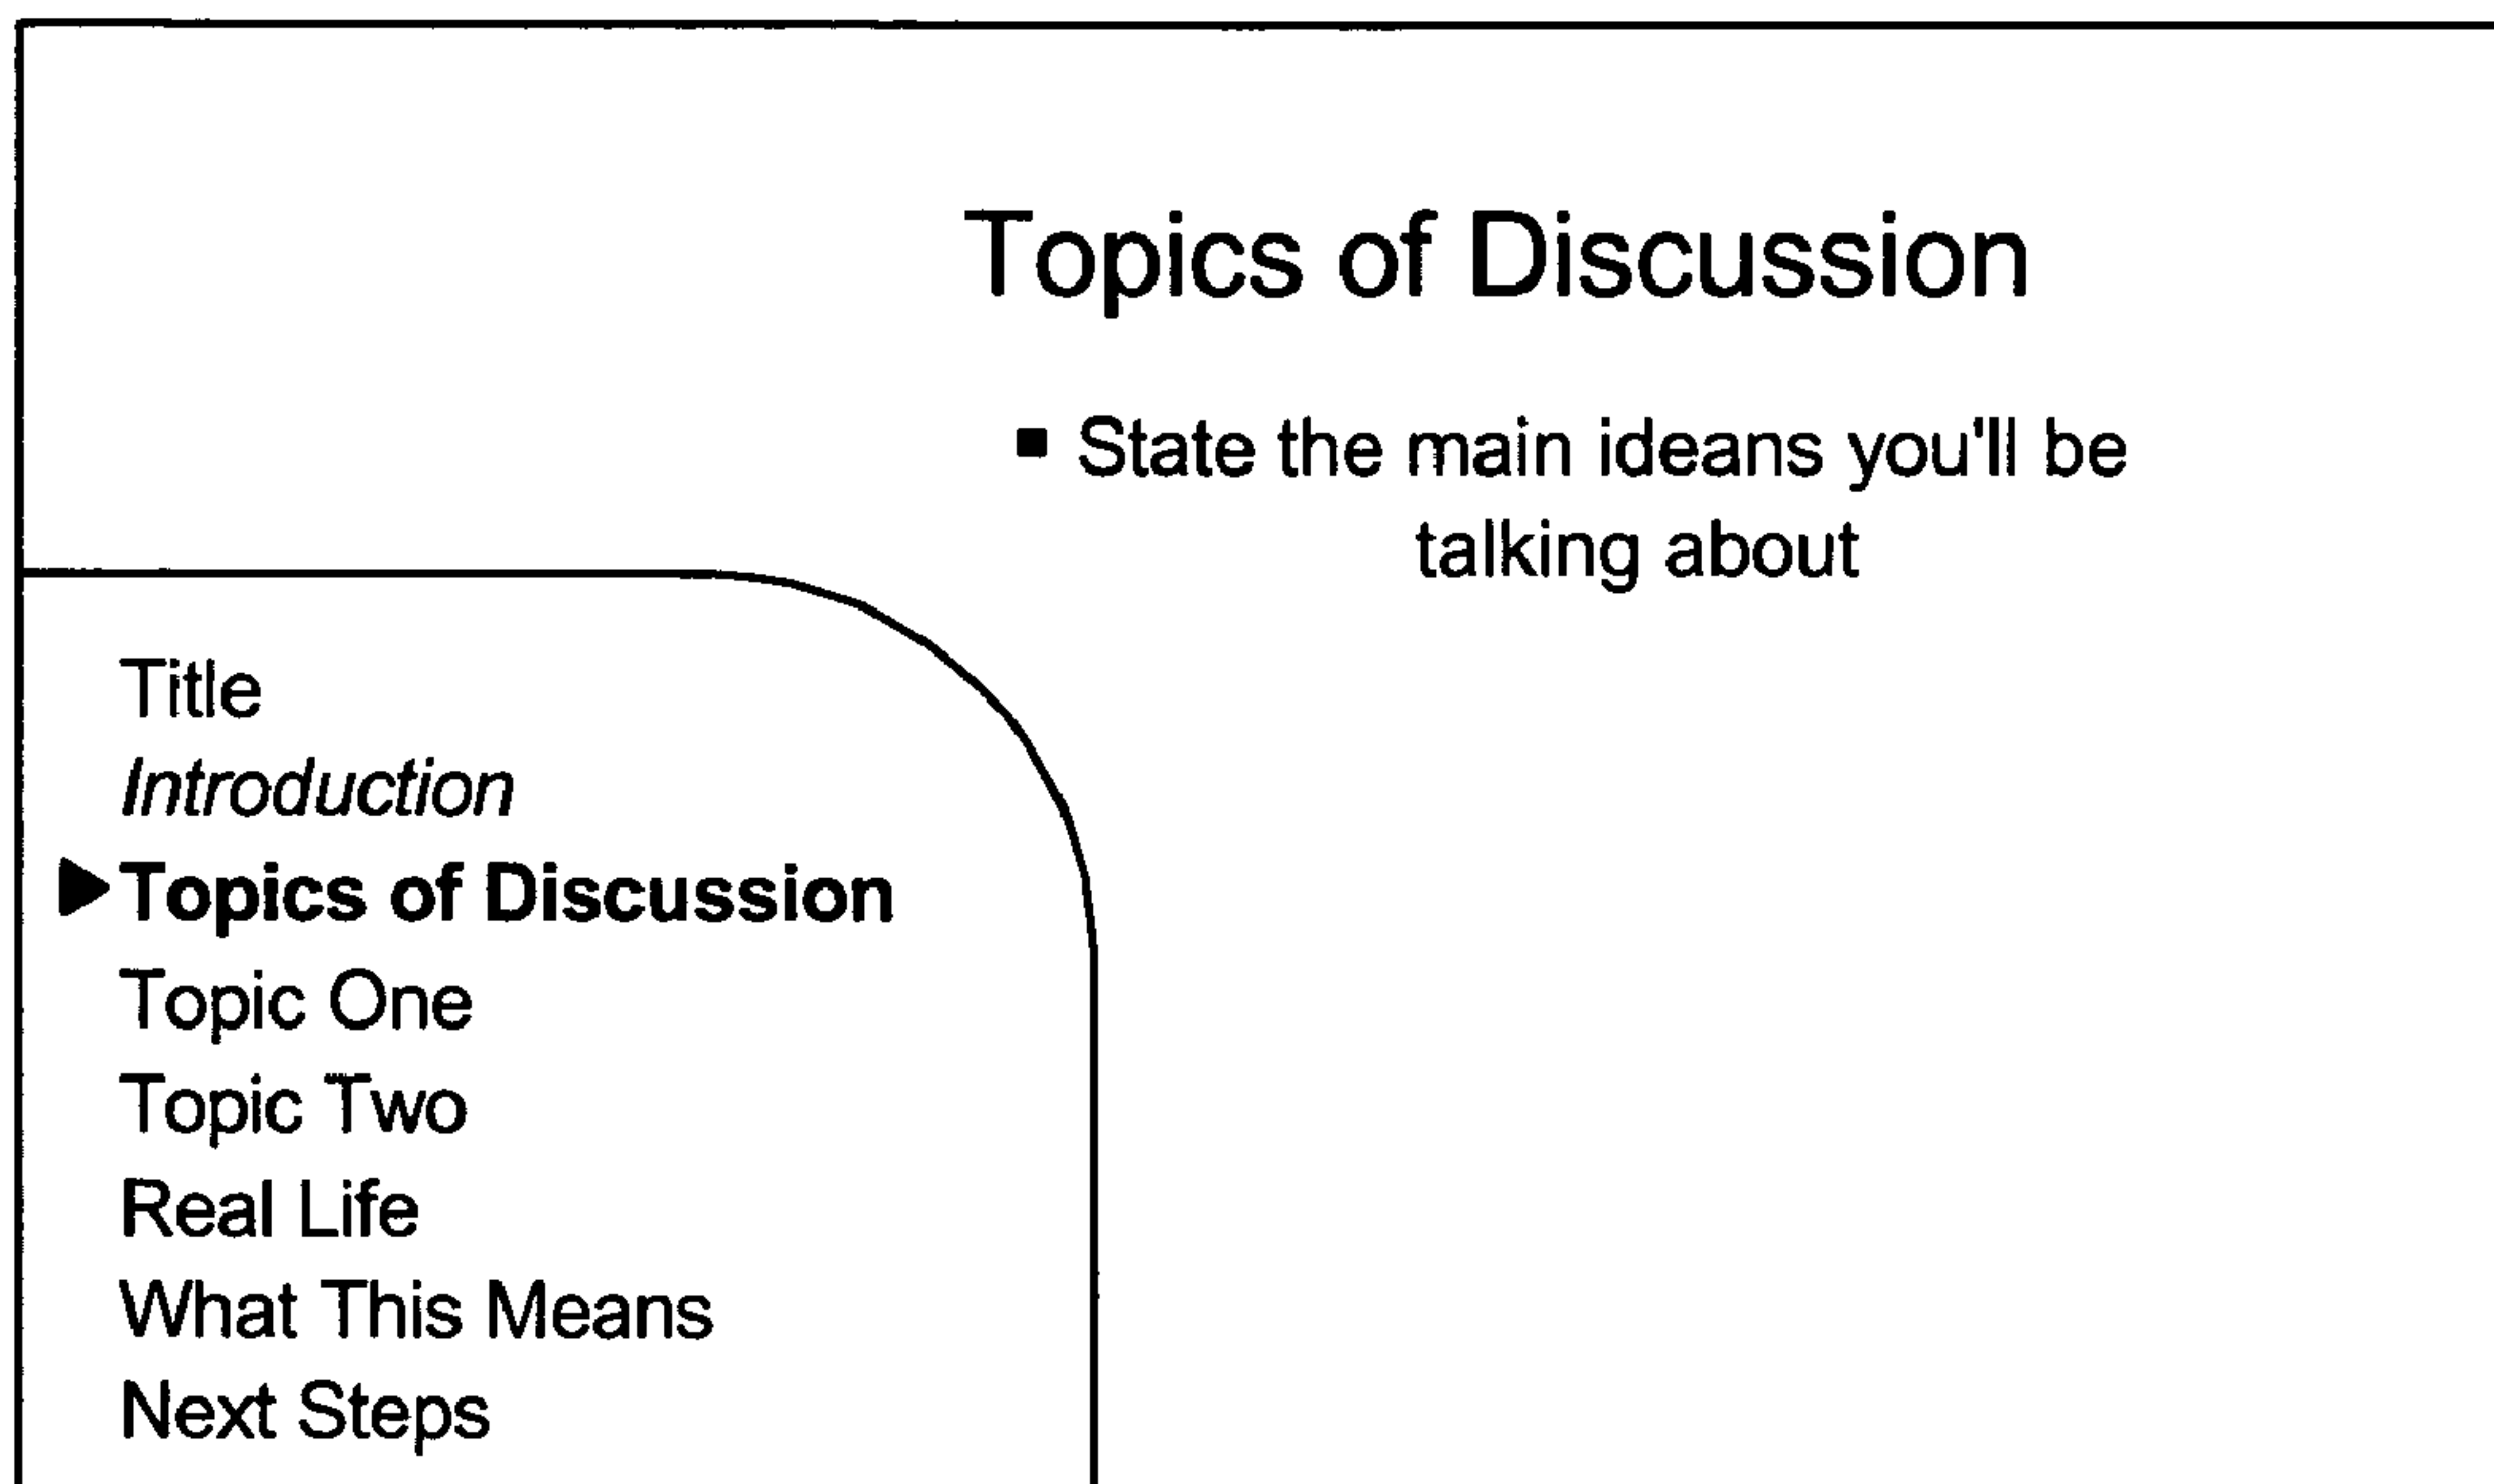 Topics of Discussion
■ State the main ideans you'll be
talking about
Title
Introduction
▶Topics of Discussion
Topic One
Topic Two
Real Life
What This Means
Next Steps